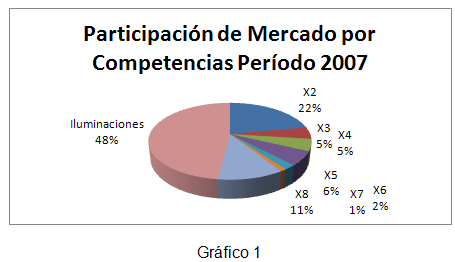 Participación de Mercado por
Competencias Período 2007
X2
22%
X3
5%
X4
5%
X5
6%
X6
2%
X7
1%
X8
11%
Iluminaciones
48%
Gráfico 1